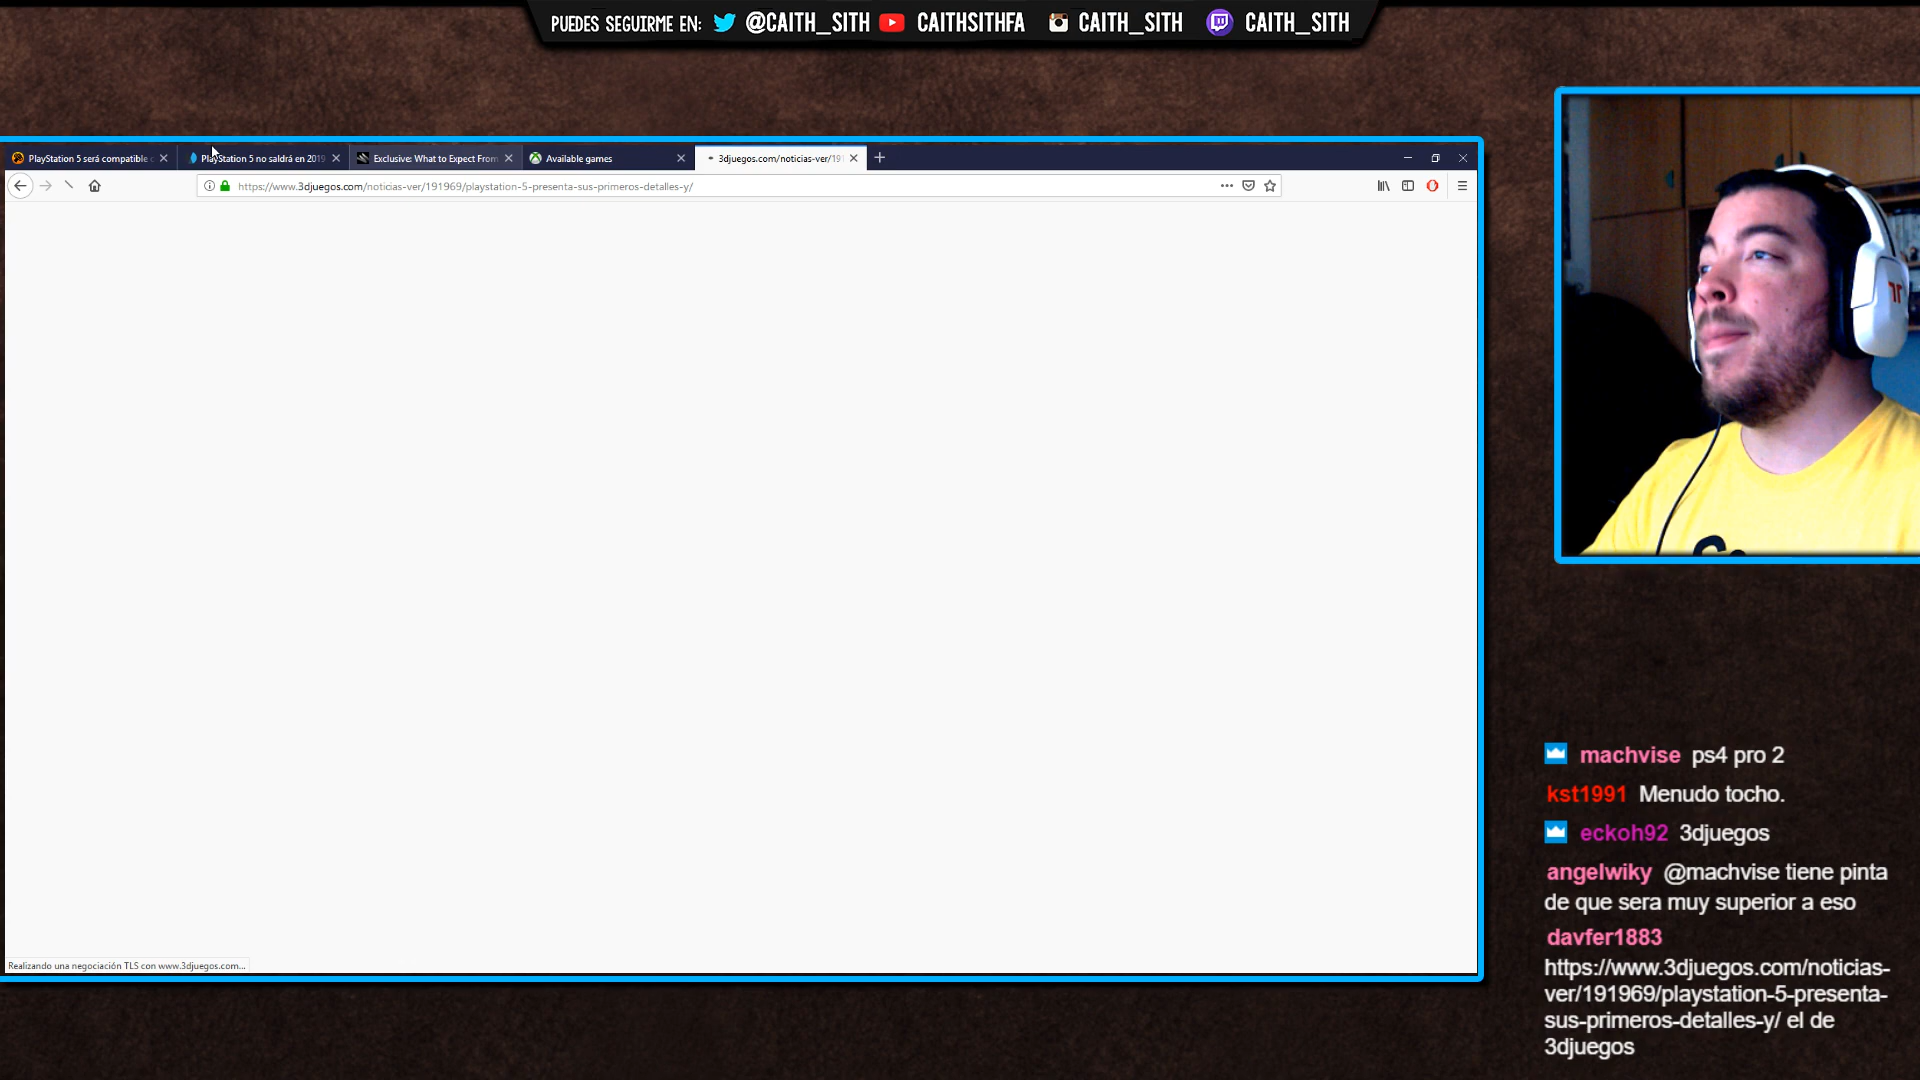 PUEDES SEGUIRME EN: @CAITH_SITH CAITHSITHFA CAITH_SITH CAITH_SITH
PlayStation 5 será compatible c PlayStation 5 no saldrá en 2019 Exclusive: What to Expect From Available games 3djuegos.com/noticias-ver/191
https://www.3djuegos.com/noticias-ver/191969/playstation-5-presenta-sus-primeros-detalles-y/
machvise ps4 pro 2
kst1991 Menudo tocho.
eckoh92 3djuegos
angelwiky @machvise tiene pinta
de que sera muy superior a eso
davfer1883
https://www.3djuegos.com/noticias-
ver/191969/playstation-5-presenta-
sus-primeros-detalles-y/ el de
3djuegos
Realizando una negociación TLS con www.3djuegos.com...